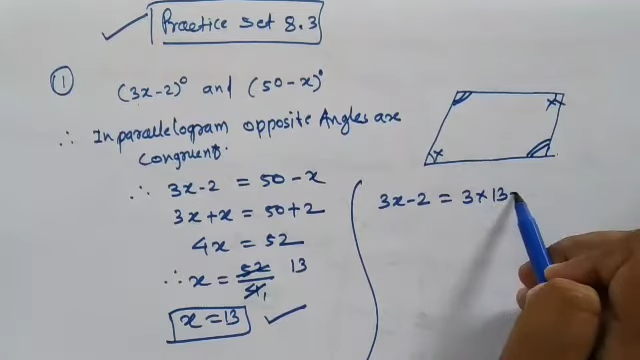 Practice set 8.3
① (3x-2)° and (50-x)°
∴ In parallelogram opposite Angles are
congruent.
∴ 3x-2 = 50-x
3x+x = 50+2
4x = 52
∴ x = 52/4 13
x = 13
3x-2 = 3×13-